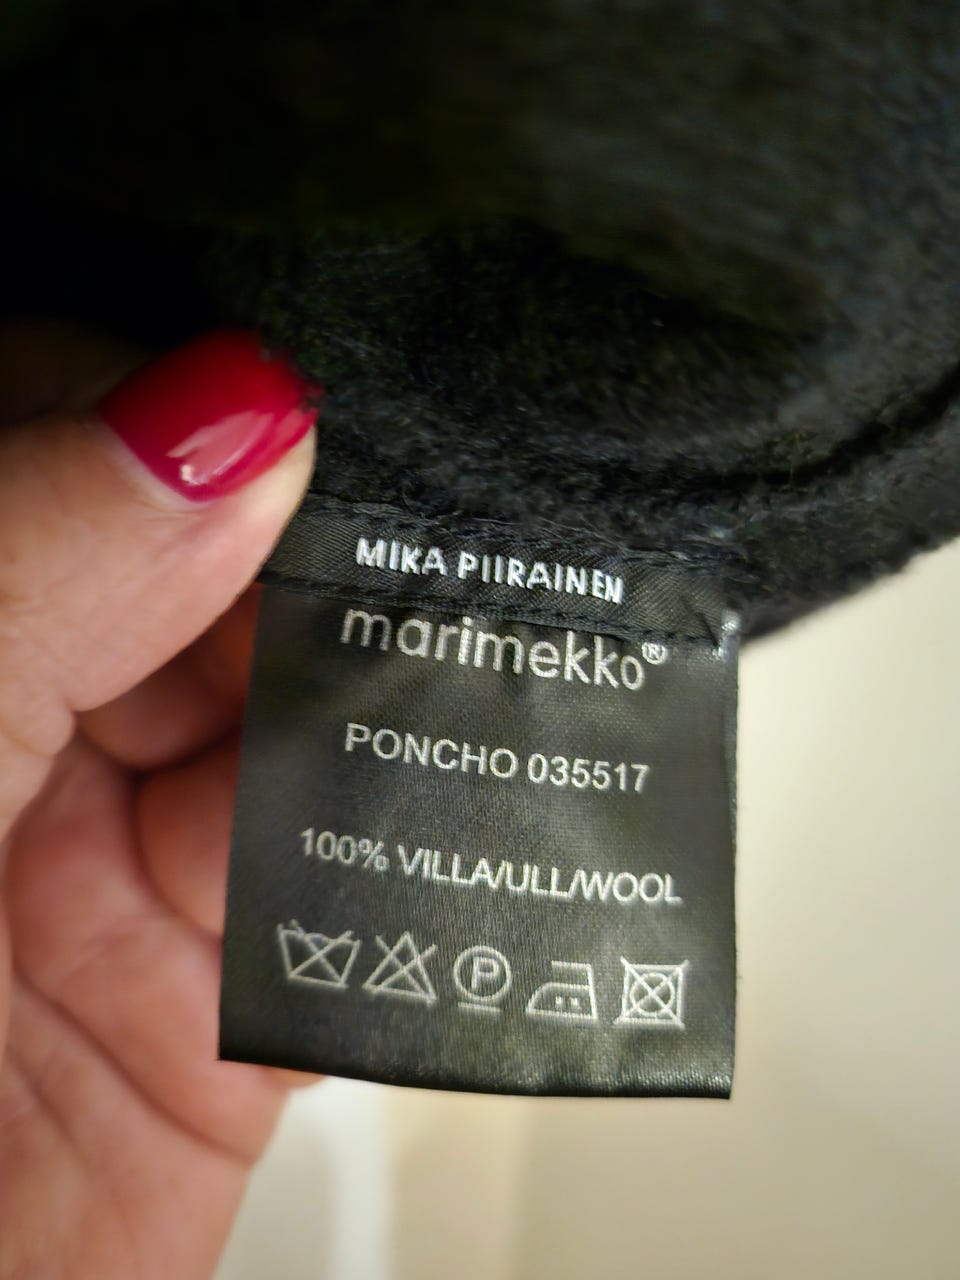 MIKA PIIRAINEN
marimekko®
PONCHO 035517
100% VILLA/ULL/WOOL
P